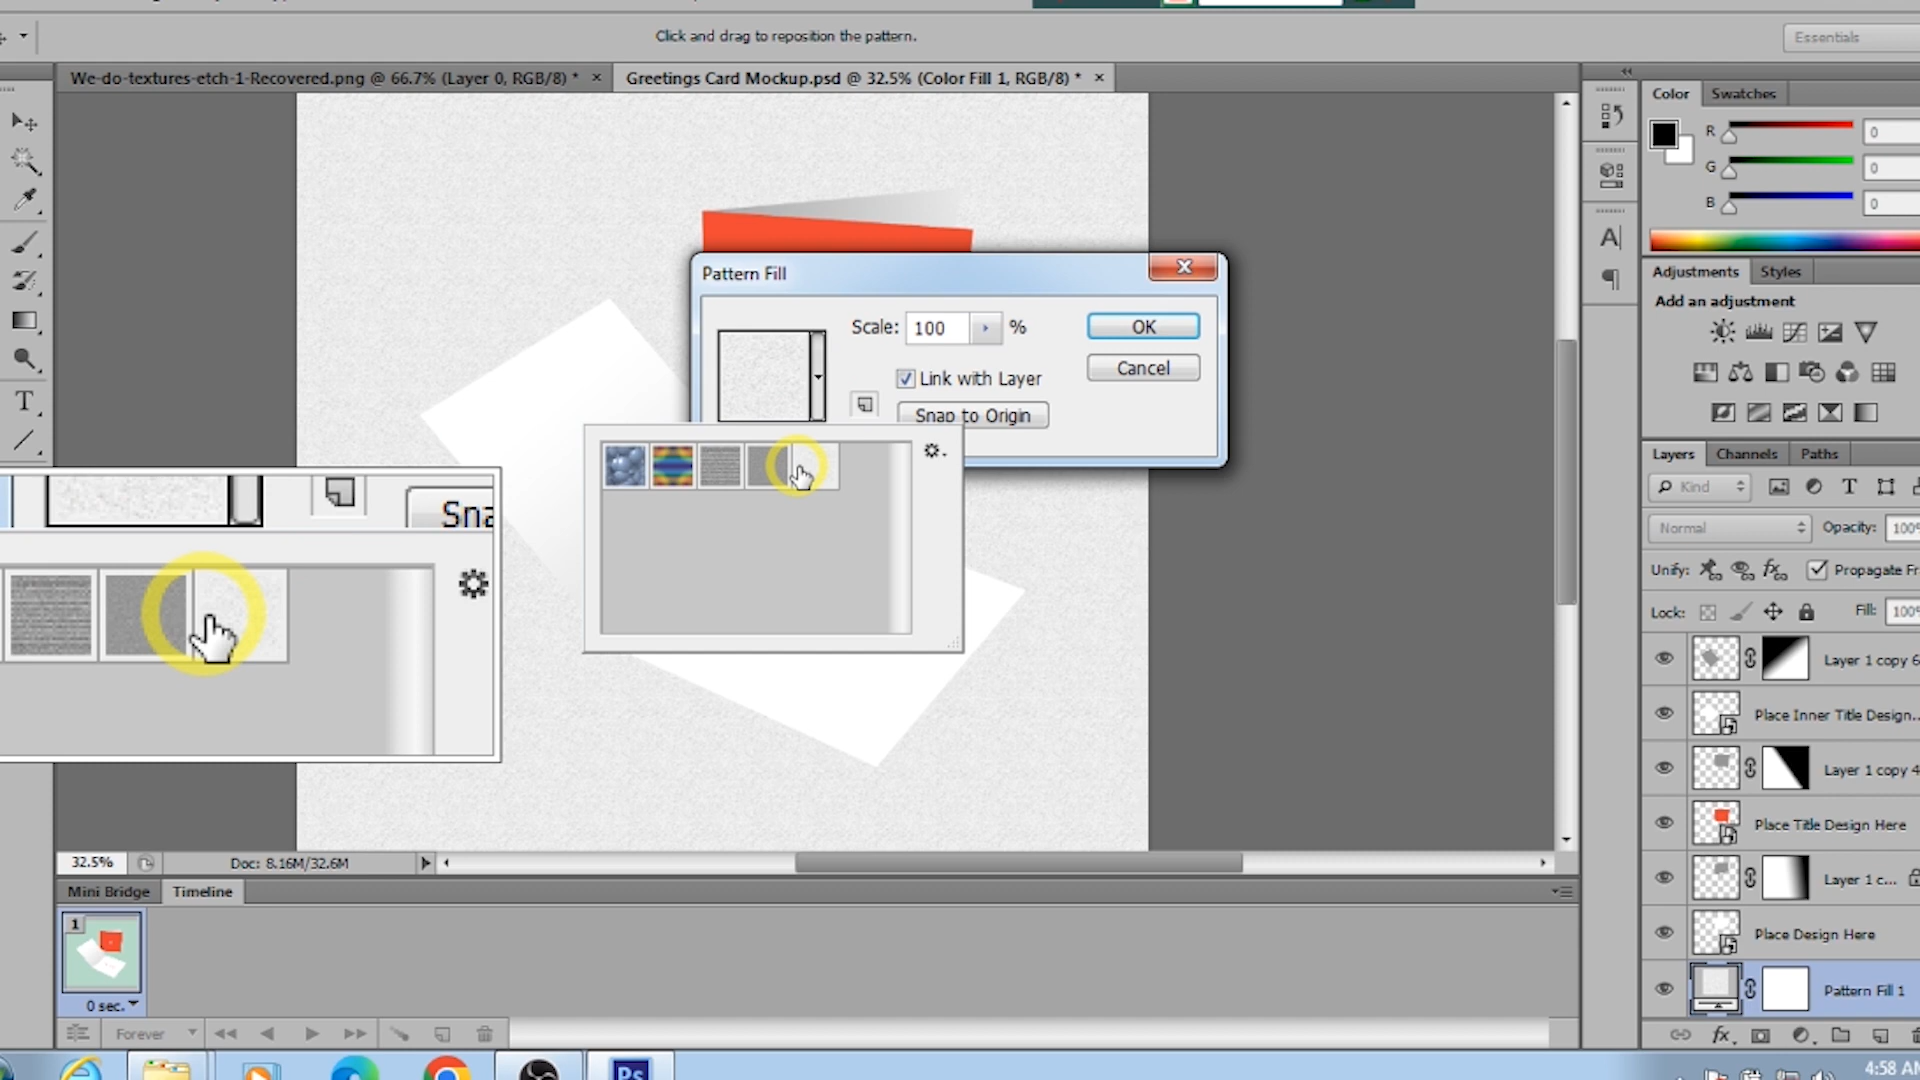 Click and drag to reposition the pattern.
Essentials
We-do-textures-etch-1-Recovered.png @ 66.7% (Layer 0, RGB/8) * ×
Greetings Card Mockup.psd @ 32.5% (Color Fill 1, RGB/8) * ×
Color Swatches
R 0
G 0
B 0
Adjustments Styles
Add an adjustment
Pattern Fill
Scale: 100 %
OK
Link with Layer
Cancel
Snap to Origin
Sna
Layers Channels Paths
Kind
Normal Opacity: 100%
Unify: Propagate Fr
Lock: Fill: 100%
Layer 1 copy 6
Place Inner Title Design...
Layer 1 copy 4
Place Title Design Here
Layer 1 c...
Place Design Here
Pattern Fill 1
fx
32.5% Doc: 8.16M/32.6M
Mini Bridge Timeline
1
0 sec.
Forever
Ps
4:58 AM